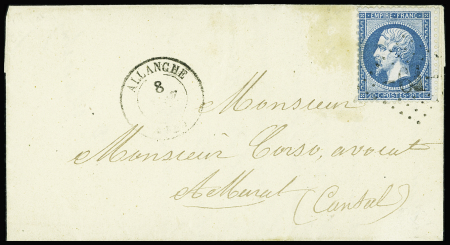 EMPIRE FRANC
ALLANCHE
8
Monsieur
Monsieur Corso, avocat
A Murat
(Cantal)